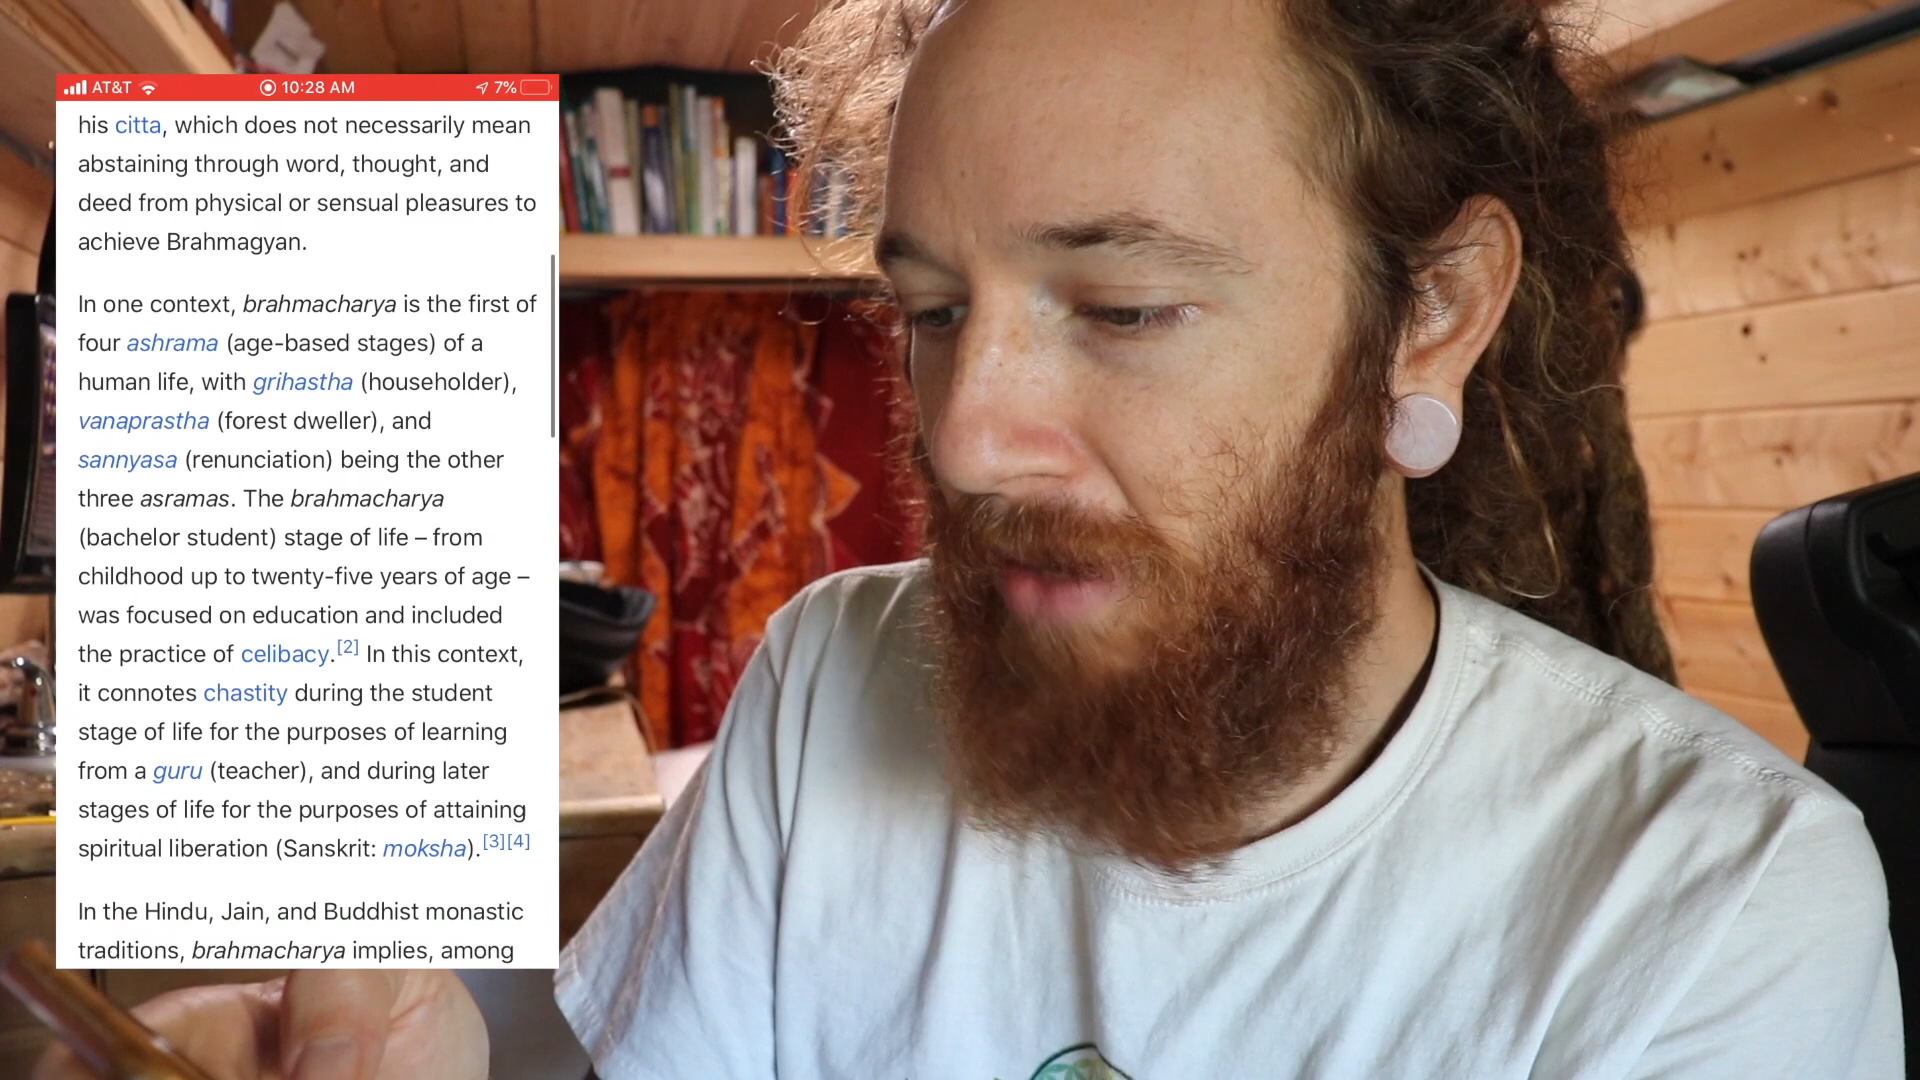 AT&T 10:28 AM 7%
his citta, which does not necessarily mean
abstaining through word, thought, and
deed from physical or sensual pleasures to
achieve Brahmagyan.
In one context, brahmacharya is the first of
four ashrama (age-based stages) of a
human life, with grihastha (householder),
vanaprastha (forest dweller), and
sannyasa (renunciation) being the other
three asramas. The brahmacharya
(bachelor student) stage of life – from
childhood up to twenty-five years of age –
was focused on education and included
the practice of celibacy.[2] In this context,
it connotes chastity during the student
stage of life for the purposes of learning
from a guru (teacher), and during later
stages of life for the purposes of attaining
spiritual liberation (Sanskrit: moksha).[3][4]
In the Hindu, Jain, and Buddhist monastic
traditions, brahmacharya implies, among